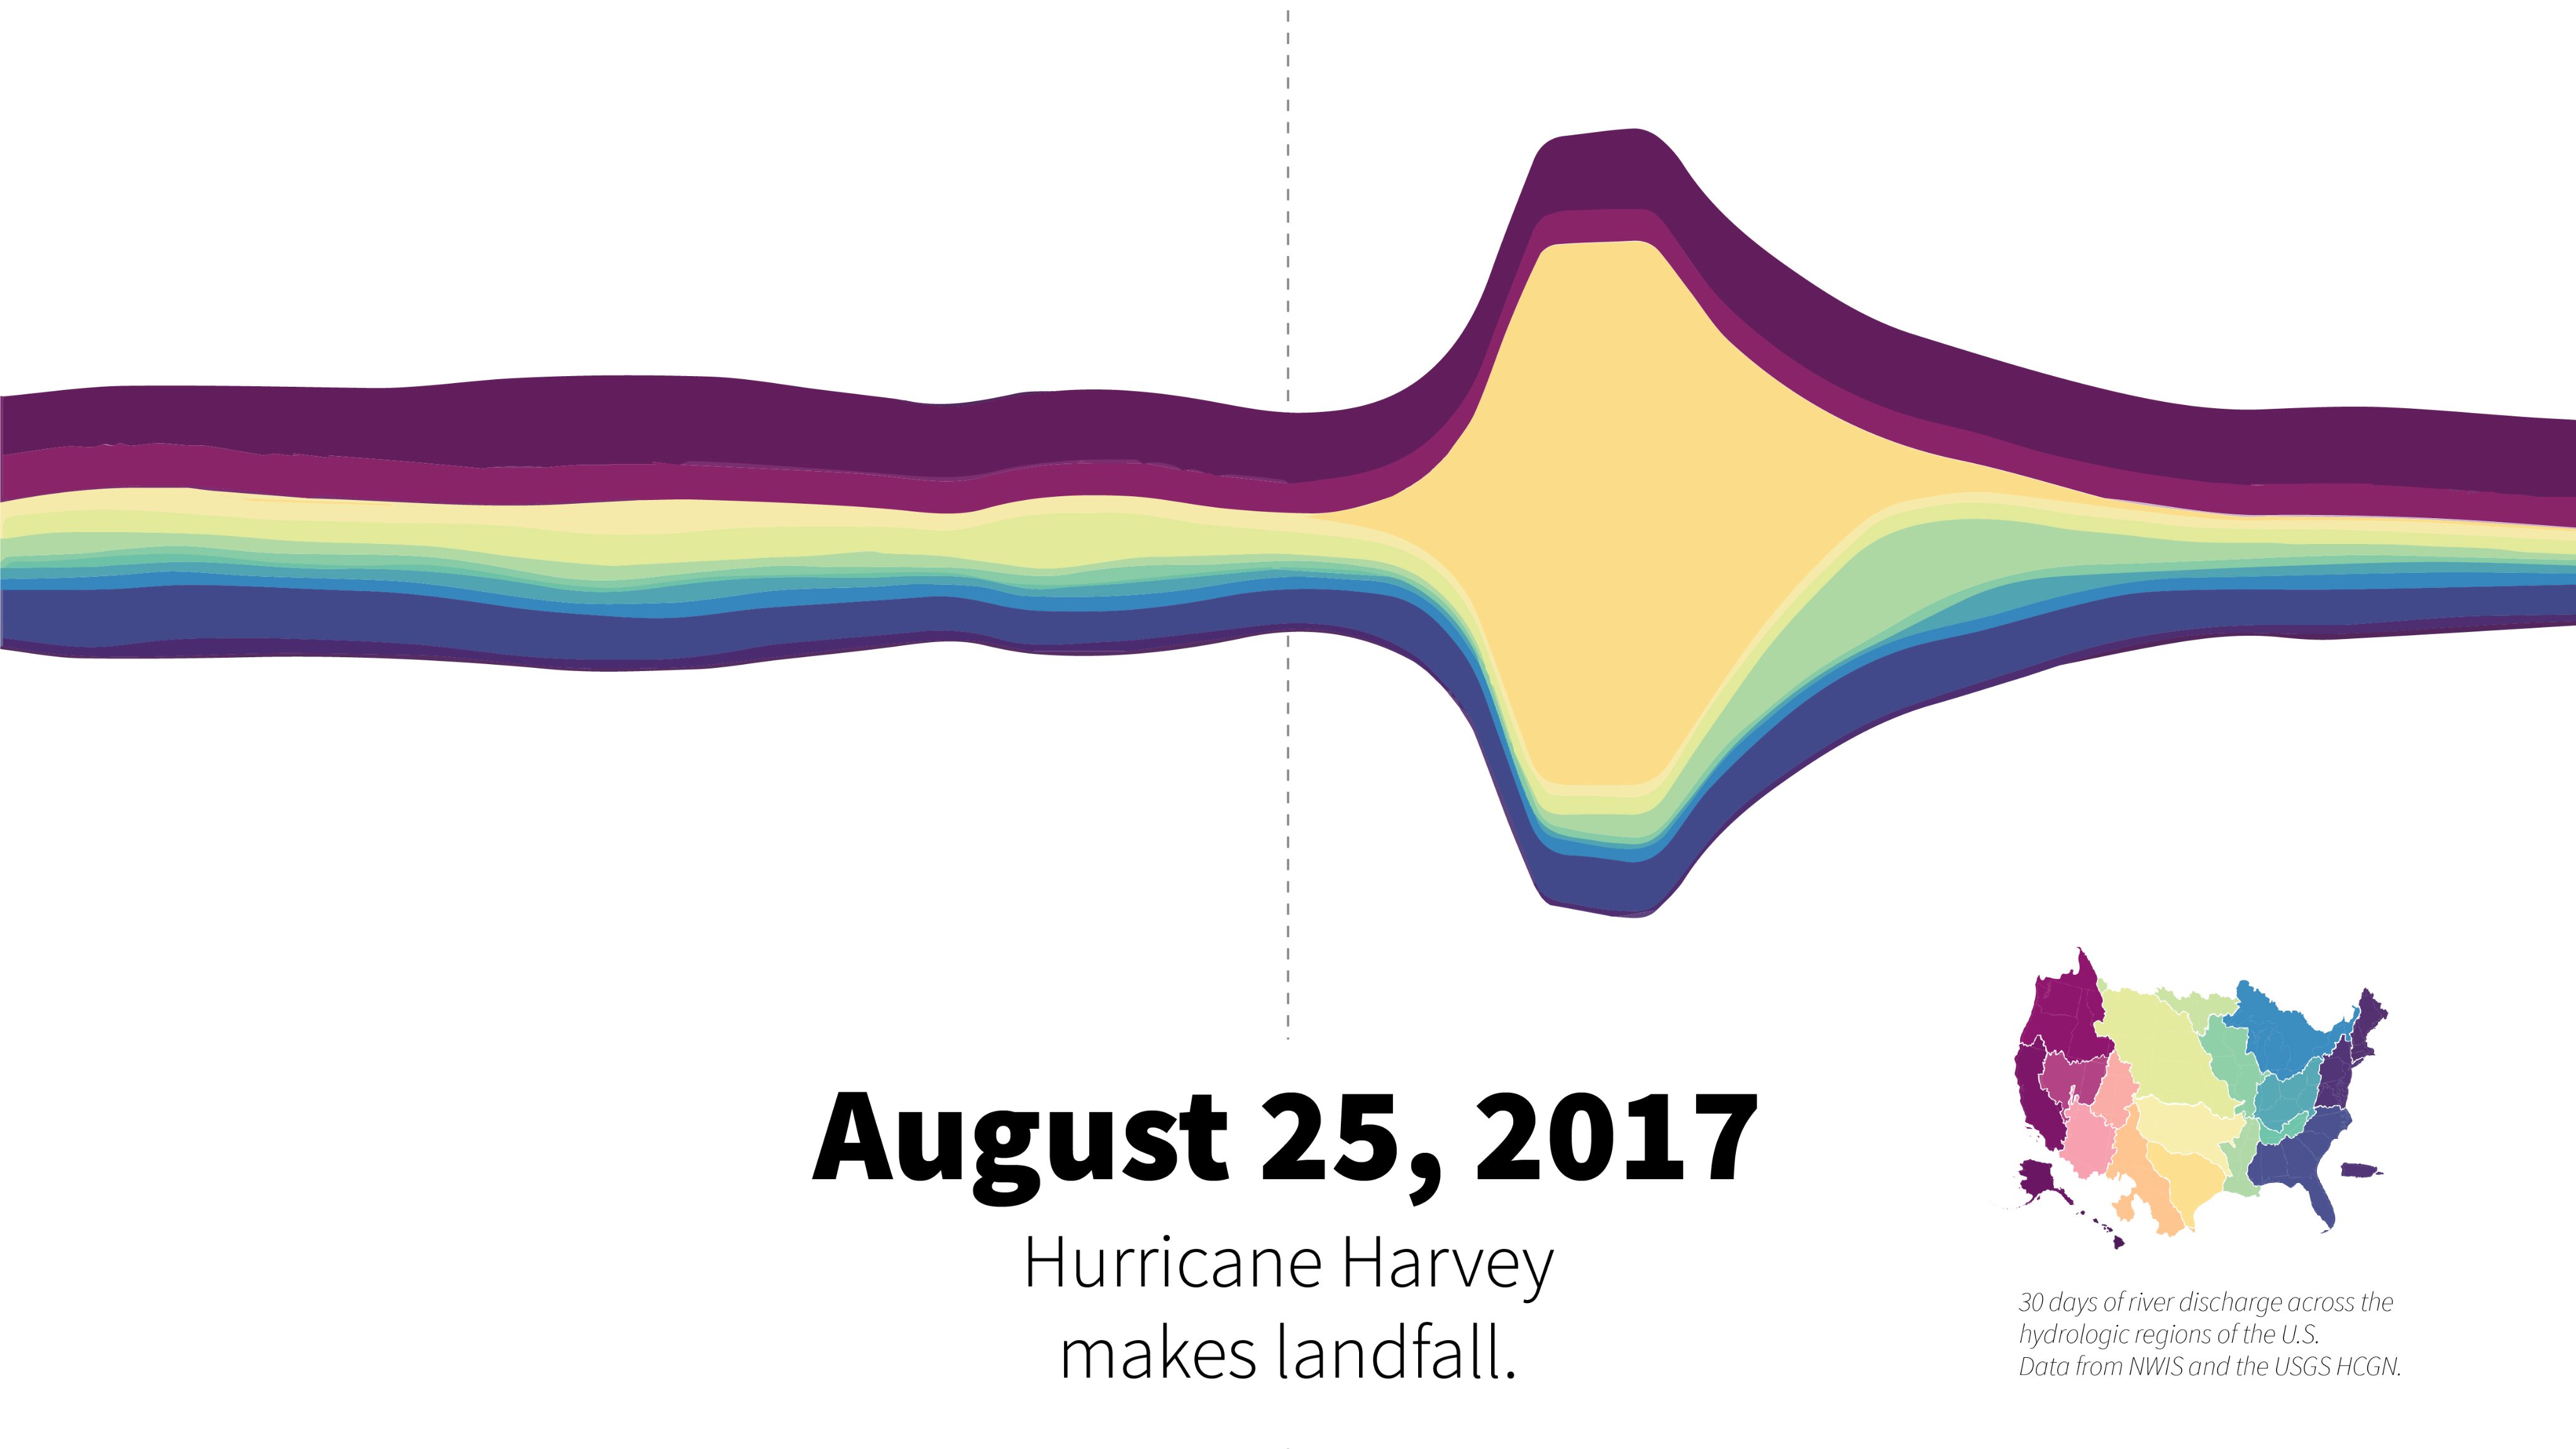 August 25, 2017
Hurricane Harvey
makes landfall.
30 days of river discharge across the
hydrologic regions of the U.S.
Data from NWIS and the USGS HCGN.